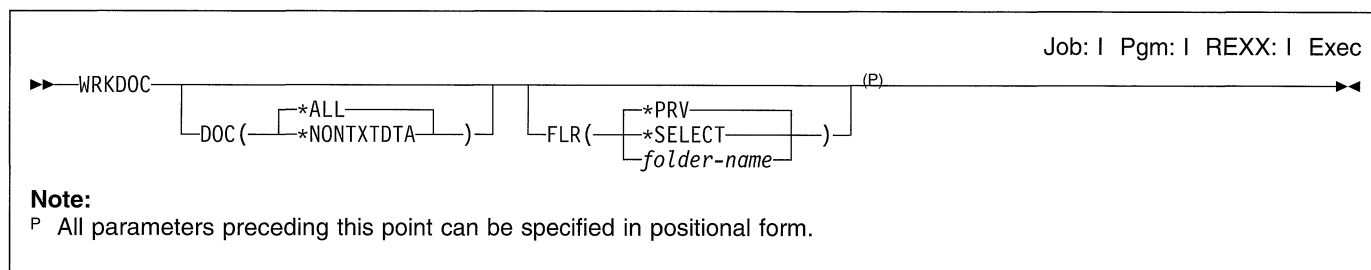 Job: I Pgm: I REXX: I Exec
WRKDOC (P)
*ALL *PRV
DOC( *NONTXTDTA ) FLR( *SELECT )
folder-name
Note:
P All parameters preceding this point can be specified in positional form.